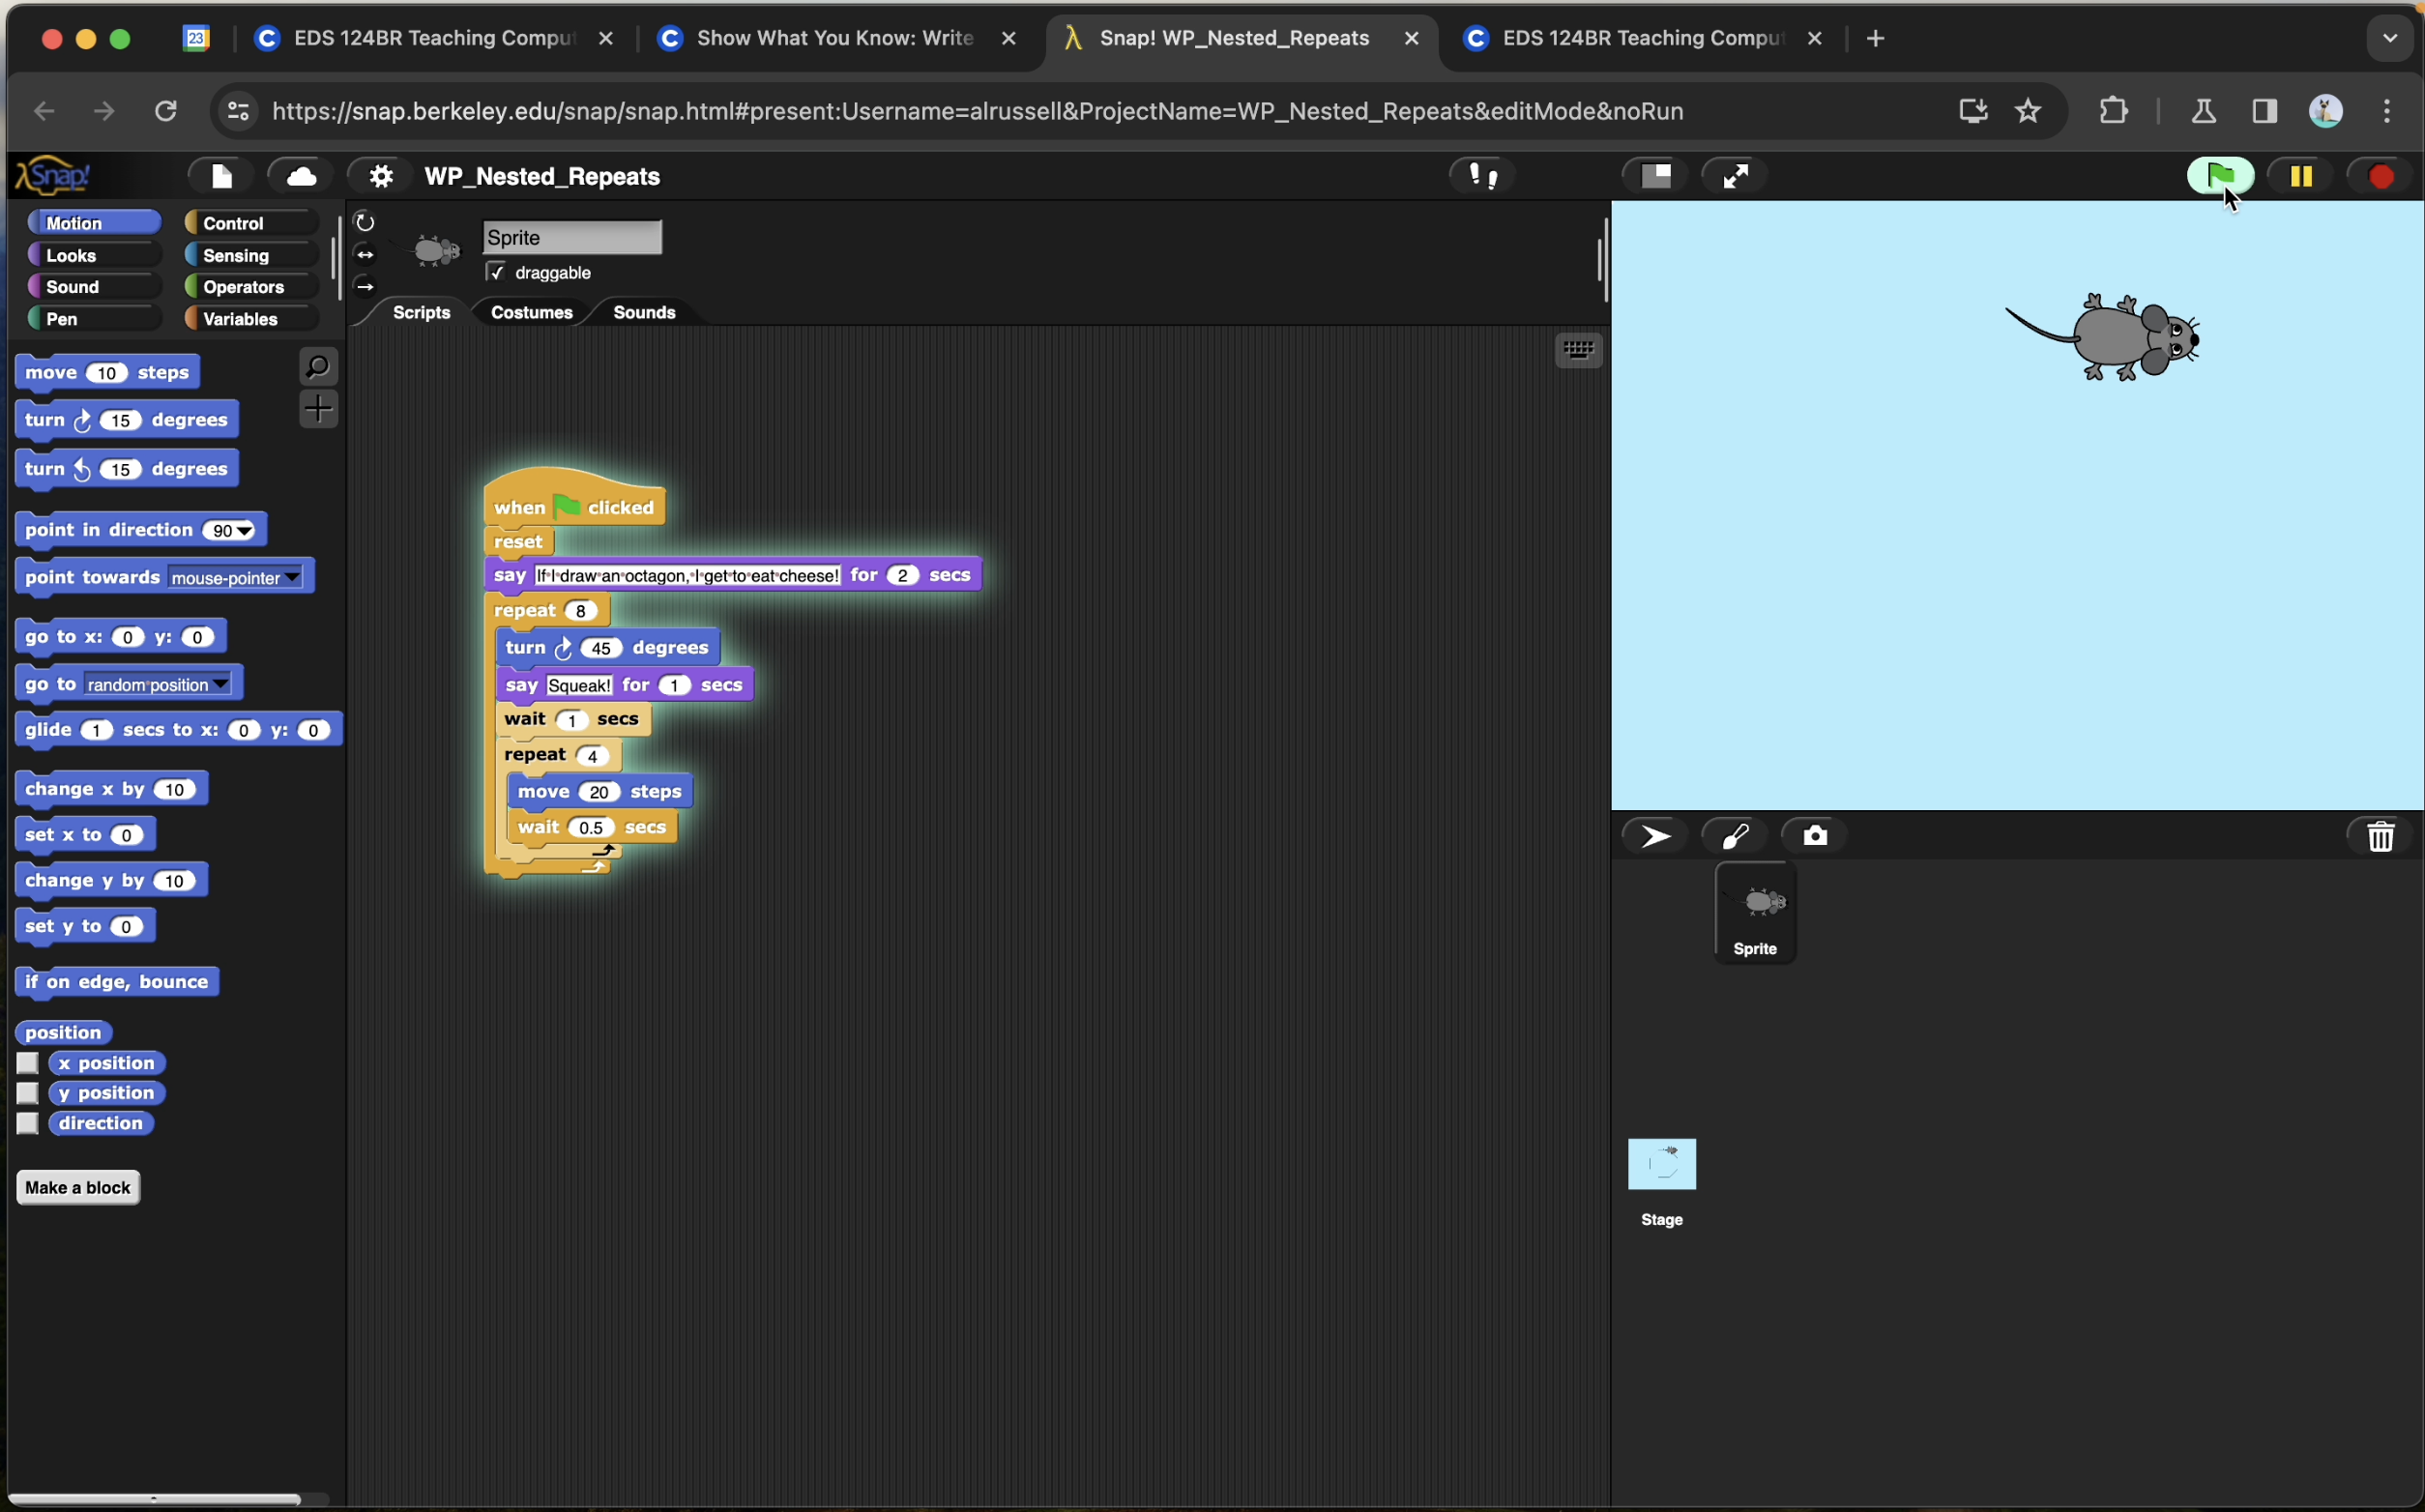 23
EDS 124BR Teaching Comput
Show What You Know: Write
Snap! WP_Nested_Repeats
EDS 124BR Teaching Comput
https://snap.berkeley.edu/snap/snap.html#present:Username=alrussell&ProjectName=WP_Nested_Repeats&editMode&noRun
λSnap!
WP_Nested_Repeats
Motion
Control
Looks
Sensing
Sound
Operators
Pen
Variables
move 10 steps
turn 15 degrees
turn 15 degrees
point in direction 90
point towards mouse-pointer
go to x: 0 y: 0
go to random position
glide 1 secs to x: 0 y: 0
change x by 10
set x to 0
change y by 10
set y to 0
if on edge, bounce
position
x position
y position
direction
Make a block
Sprite
draggable
Scripts
Costumes
Sounds
when clicked
reset
say If I draw an octagon, I get to eat cheese! for 2 secs
repeat 8
turn 45 degrees
say Squeak! for 1 secs
wait 1 secs
repeat 4
move 20 steps
wait 0.5 secs
Sprite
Stage